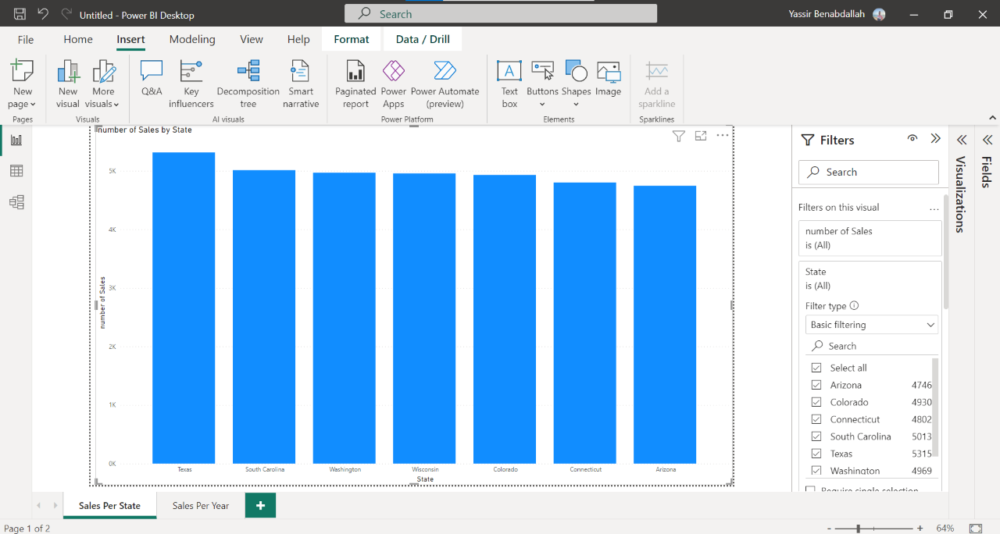 Untitled - Power BI Desktop
Search
Yassir Benabdallah
File Home Insert Modeling View Help Format Data / Drill
New page
New visual
More visuals
Q&A
Key influencers
Decomposition tree
Smart narrative
Paginated report
Power Apps
Power Automate (preview)
Text box
Buttons
Shapes
Image
Add a sparkline
Pages
Visuals
AI visuals
Power Platform
Elements
Sparklines
number of Sales by State
5K
4K
3K
2K
1K
0K
number of Sales
Texas South Carolina Washington Wisconsin Colorado Connecticut Arizona
State
Filters
Search
Filters on this visual
...
number of Sales
is (All)
State
is (All)
Filter type
Basic filtering
Search
Select all
Arizona 4746
Colorado 4930
Connecticut 4802
South Carolina 5013
Texas 5315
Washington 4969
Require single selection
Visualizations
Fields
Sales Per State
Sales Per Year
+
Page 1 of 2
- + 64%